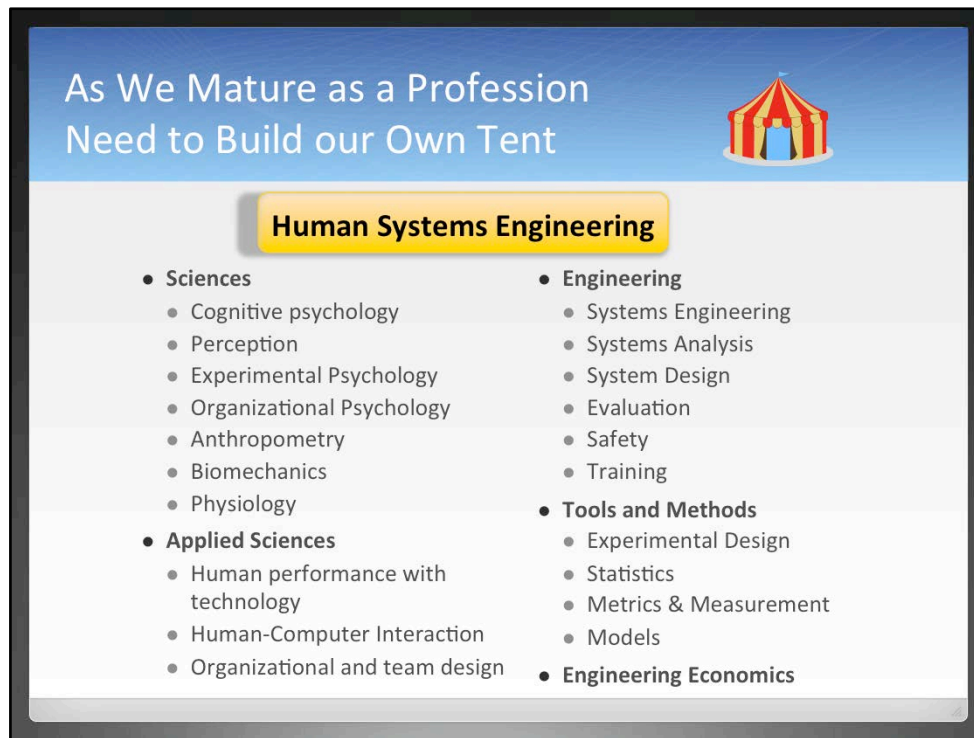 As We Mature as a Profession
Need to Build our Own Tent
Human Systems Engineering
● Sciences
● Cognitive psychology
● Perception
● Experimental Psychology
● Organizational Psychology
● Anthropometry
● Biomechanics
● Physiology
● Applied Sciences
● Human performance with
technology
● Human-Computer Interaction
● Organizational and team design
● Engineering
● Systems Engineering
● Systems Analysis
● System Design
● Evaluation
● Safety
● Training
● Tools and Methods
● Experimental Design
● Statistics
● Metrics & Measurement
● Models
● Engineering Economics